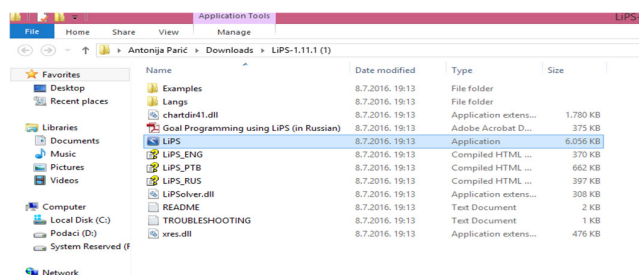 Application Tools
LiPS-
File Home Share View Manage
Antonija Parić Downloads LiPS-1.11.1 (1)
Name Date modified Type Size
Favorites
Desktop
Recent places
Libraries
Documents
Music
Pictures
Videos
Computer
Local Disk (C:)
Podaci (D:)
System Reserved (F
Network
Examples 8.7.2016. 19:13 File folder
Langs 8.7.2016. 19:13 File folder
chartdir41.dll 8.7.2016. 19:13 Application extens... 1.780 KB
Goal Programming using LiPS (in Russian) 8.7.2016. 19:13 Adobe Acrobat D... 375 KB
LiPS 8.7.2016. 19:13 Application 6.056 KB
LiPS_ENG 8.7.2016. 19:13 Compiled HTML ... 370 KB
LiPS_PTB 8.7.2016. 19:13 Compiled HTML ... 662 KB
LiPS_RUS 8.7.2016. 19:13 Compiled HTML ... 397 KB
LiPSolver.dll 8.7.2016. 19:13 Application extens... 308 KB
README 8.7.2016. 19:13 Text Document 2 KB
TROUBLESHOOTING 8.7.2016. 19:13 Text Document 1 KB
xres.dll 8.7.2016. 19:13 Application extens... 476 KB